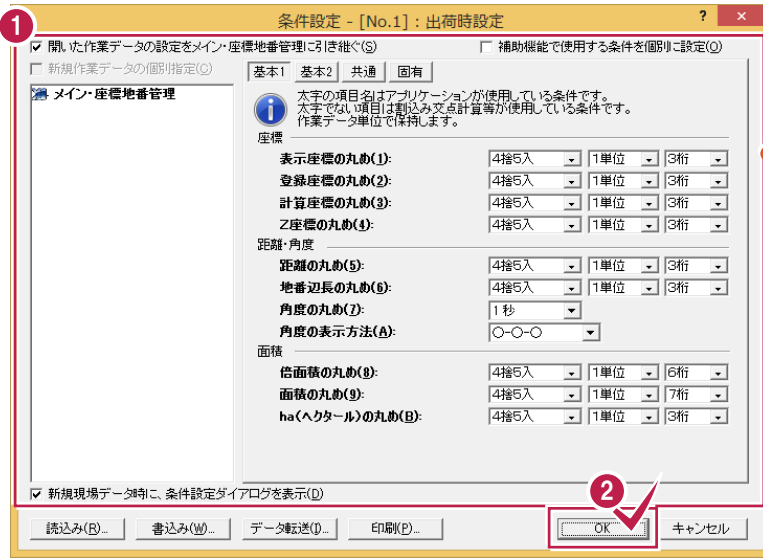 1
条件設定 - [No.1]：出荷時設定
? ×
開いた作業データの設定をメイン・座標地番管理に引き継ぐ(S) 補助機能で使用する条件を個別に設定(O)
新規作業データの個別指定(C)
メイン・座標地番管理
基本1 基本2 共通 固有
太字の項目名はアプリケーションが使用している条件です。
太字でない項目は割込み交点計算等が使用している条件です。
作業データ単位で保持します。
座標
表示座標の丸め(1): 4捨5入 1単位 3桁
登録座標の丸め(2): 4捨5入 1単位 3桁
計算座標の丸め(3): 4捨5入 1単位 3桁
Z座標の丸め(4): 4捨5入 1単位 3桁
距離・角度
距離の丸め(5): 4捨5入 1単位 3桁
地番辺長の丸め(6): 4捨5入 1単位 3桁
角度の丸め(7): 1秒
角度の表示方法(A): ○-○-○
面積
倍面積の丸め(8): 4捨5入 1単位 6桁
面積の丸め(9): 4捨5入 1単位 7桁
ha(ヘクタール)の丸め(B): 4捨5入 1単位 3桁
新規現場データ時に、条件設定ダイアログを表示(D)
2
読込み(R)... 書込み(W)... データ転送(I)... 印刷(P)... OK キャンセル